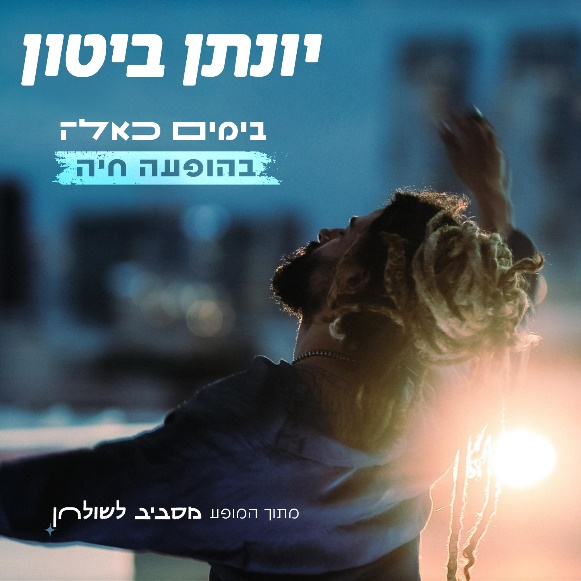 יונתן ביטון
בימים כאלה
בהופעה חיה
מתוך המופע מסביב לשולחן